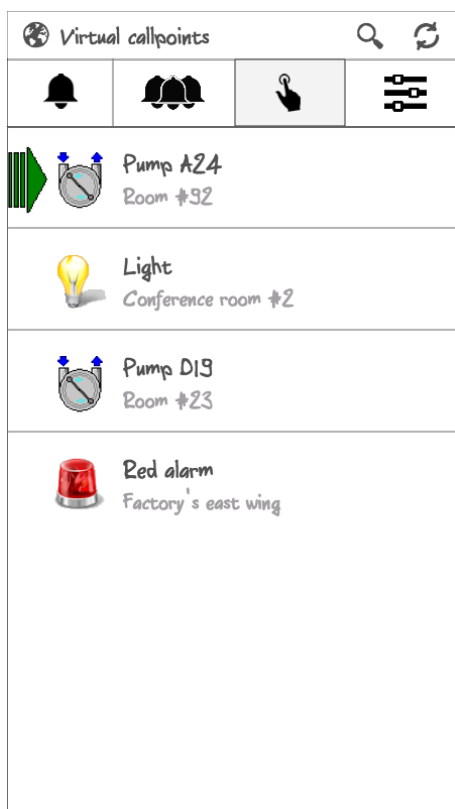 Virtual callpoints
Pump A24
Room #92
Light
Conference room #2
Pump D19
Room #23
Red alarm
Factory's east wing